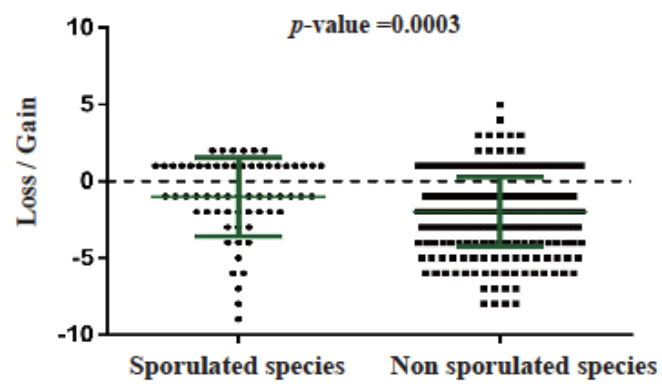 p-value =0.0003
Loss / Gain
10
5
0
-5
-10
Sporulated species
Non sporulated species